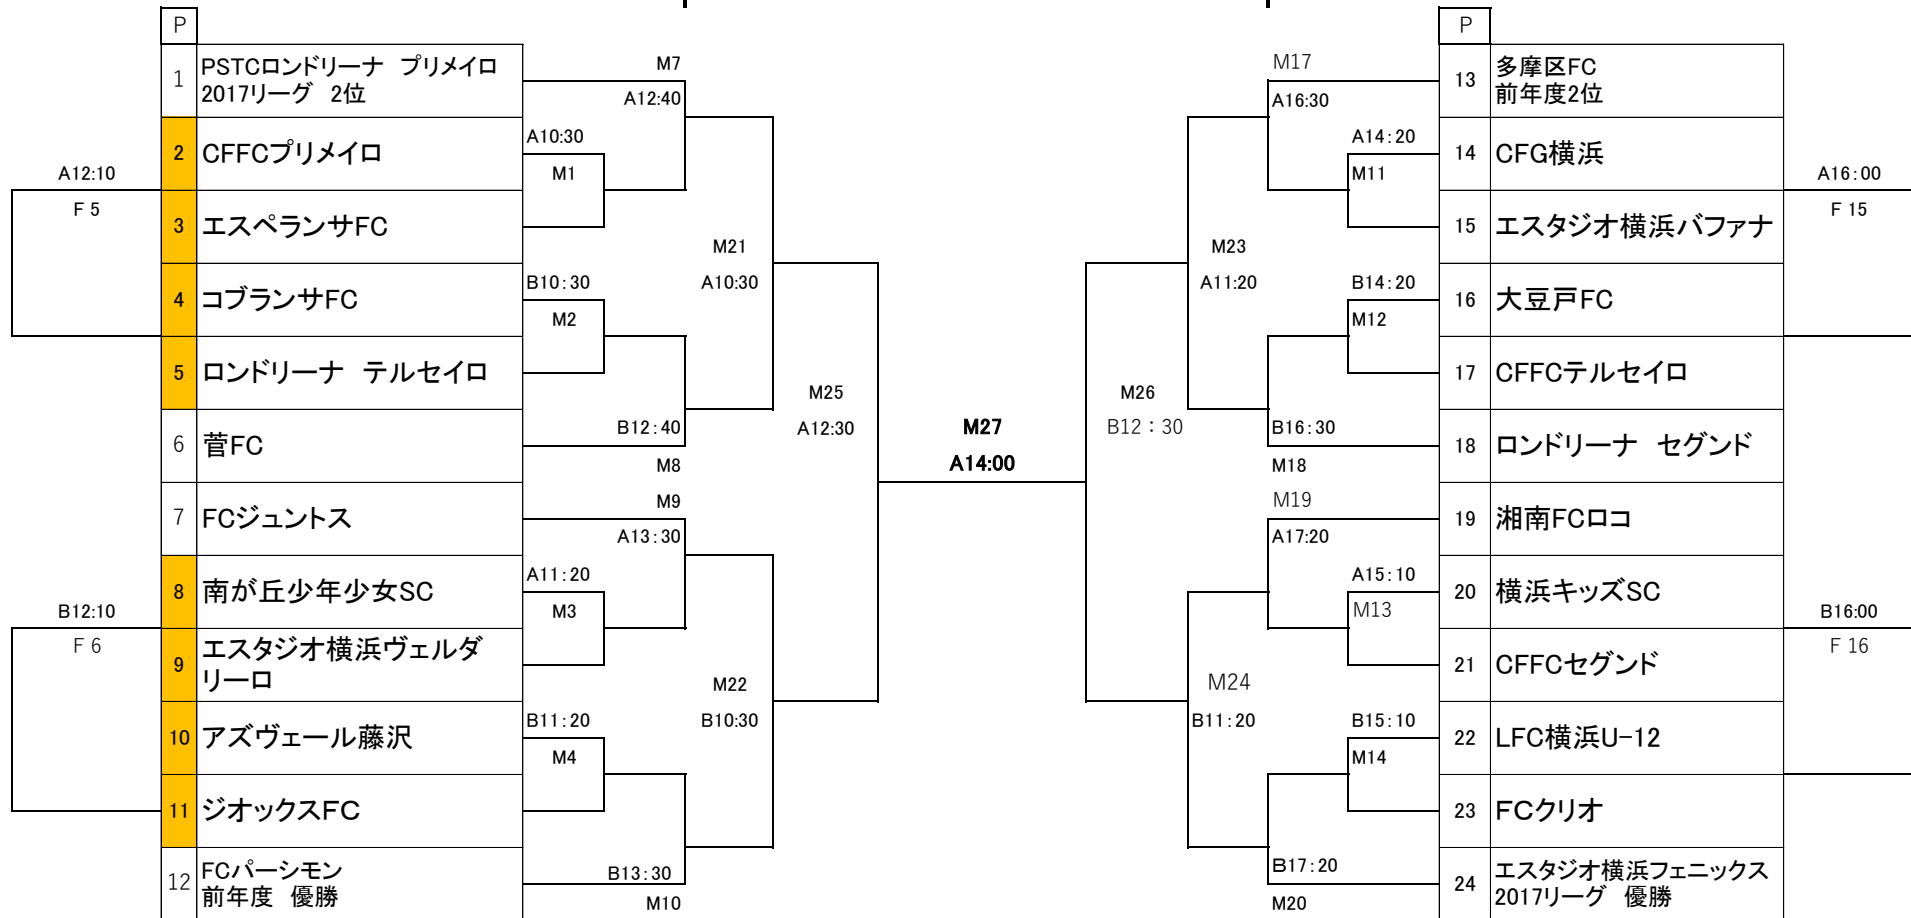 P
P
1
PSTCロンドリーナ プリメイロ
2017リーグ 2位
M7
A12:40
M17
A16:30
13
多摩区FC
前年度2位
2
CFFCプリメイロ
A10:30
M1
A12:10
F 5
A14:20
M11
14
CFG横浜
A16:00
F 15
3
エスペランサFC
15
エスタジオ横浜バファナ
M21
A10:30
M23
A11:20
4
コブランサFC
B10:30
M2
B14:20
M12
16
大豆戸FC
5
ロンドリーナ テルセイロ
17
CFFCテルセイロ
M25
A12:30
M26
B12：30
6
菅FC
B12:40
M8
M27
A14:00
B16:30
M18
18
ロンドリーナ セグンド
7
FCジュントス
M9
A13:30
M19
A17:20
19
湘南FCロコ
8
南が丘少年少女SC
A11:20
M3
B12:10
F 6
A15:10
M13
20
横浜キッズSC
B16:00
F 16
9
エスタジオ横浜ヴェルダ
リーロ
21
CFFCセグンド
M22
B10:30
M24
B11:20
10
アズヴェール藤沢
B11:20
M4
B15:10
M14
22
LFC横浜U-12
11
ジオックスFC
23
FCクリオ
12
FCパーシモン
前年度 優勝
B13:30
M10
B17:20
M20
24
エスタジオ横浜フェニックス
2017リーグ 優勝